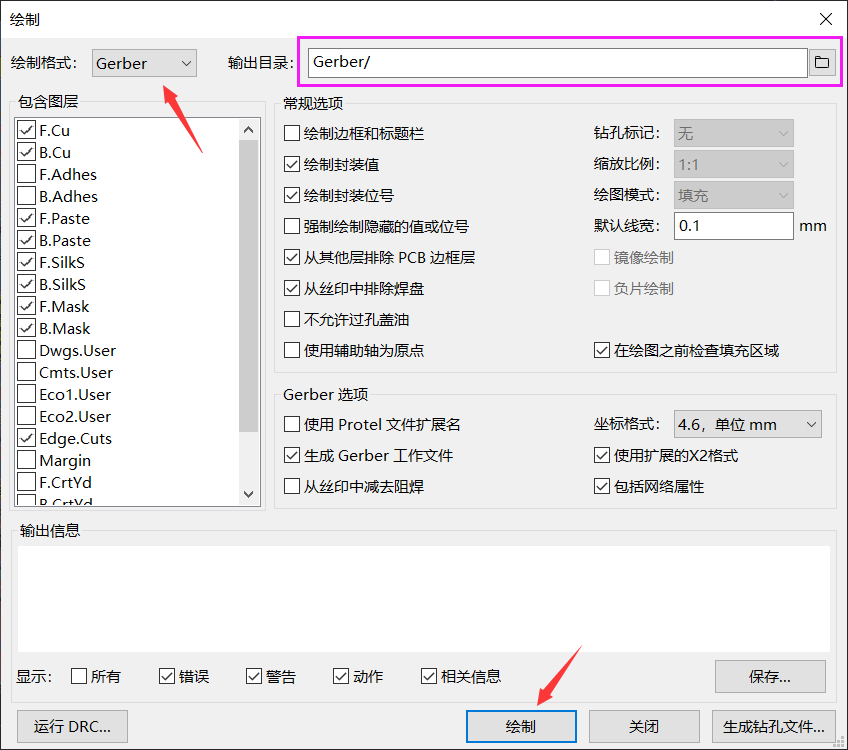 绘制
绘制格式: Gerber 输出目录: Gerber/
包含图层
F.Cu
B.Cu
F.Adhes
B.Adhes
F.Paste
B.Paste
F.SilkS
B.SilkS
F.Mask
B.Mask
Dwgs.User
Cmts.User
Eco1.User
Eco2.User
Edge.Cuts
Margin
F.CrtYd
B.CrtYd
常规选项
绘制边框和标题栏 钻孔标记: 无
绘制封装值 缩放比例: 1:1
绘制封装位号 绘图模式: 填充
强制绘制隐藏的值或位号 默认线宽: 0.1 mm
从其他层排除 PCB 边框层 镜像绘制
从丝印中排除焊盘 负片绘制
不允许过孔盖油
使用辅助轴为原点 在绘图之前检查填充区域
Gerber 选项
使用 Protel 文件扩展名 坐标格式: 4.6，单位 mm
生成 Gerber 工作文件 使用扩展的X2格式
从丝印中减去阻焊 包括网络属性
输出信息
显示: 所有 错误 警告 动作 相关信息 保存...
运行 DRC... 绘制 关闭 生成钻孔文件...